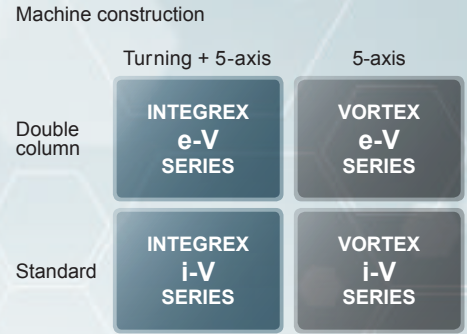 Machine construction
Turning + 5-axis
5-axis
Double
column
INTEGREX
e-V
SERIES
VORTEX
e-V
SERIES
Standard
INTEGREX
i-V
SERIES
VORTEX
i-V
SERIES